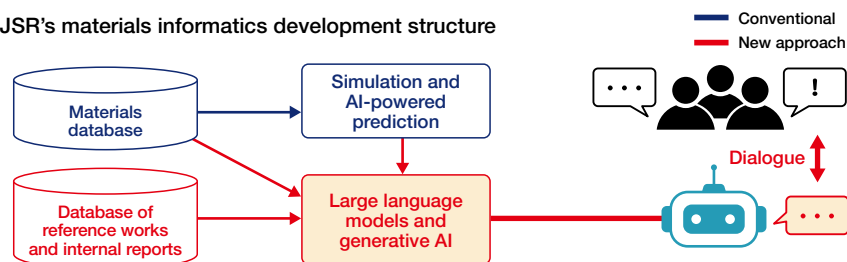 JSR’s materials informatics development structure
Conventional
New approach
Materials
database
Simulation and
AI-powered
prediction
...
!
Dialogue
Database of
reference works
and internal reports
Large language
models and
generative AI
...